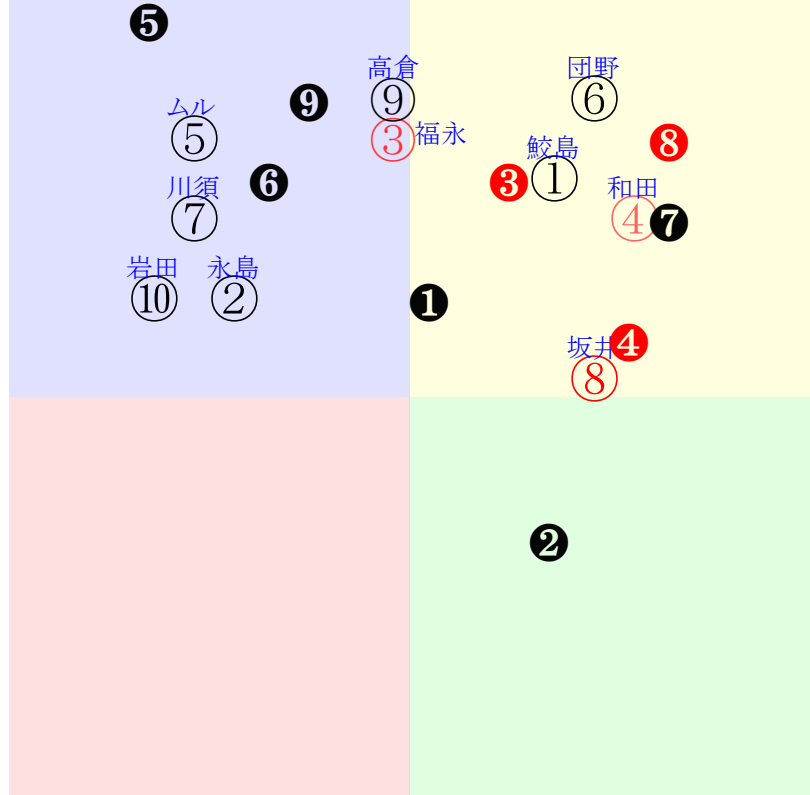 ❺
高倉
団野
❾
⑨
⑥
ムル
⑤
③
福永
鮫島
❽
川須
❻
❸
①
和田
⑦
④
❼
岩田
永島
⑩
②
❶
坂井
❹
⑧
❷